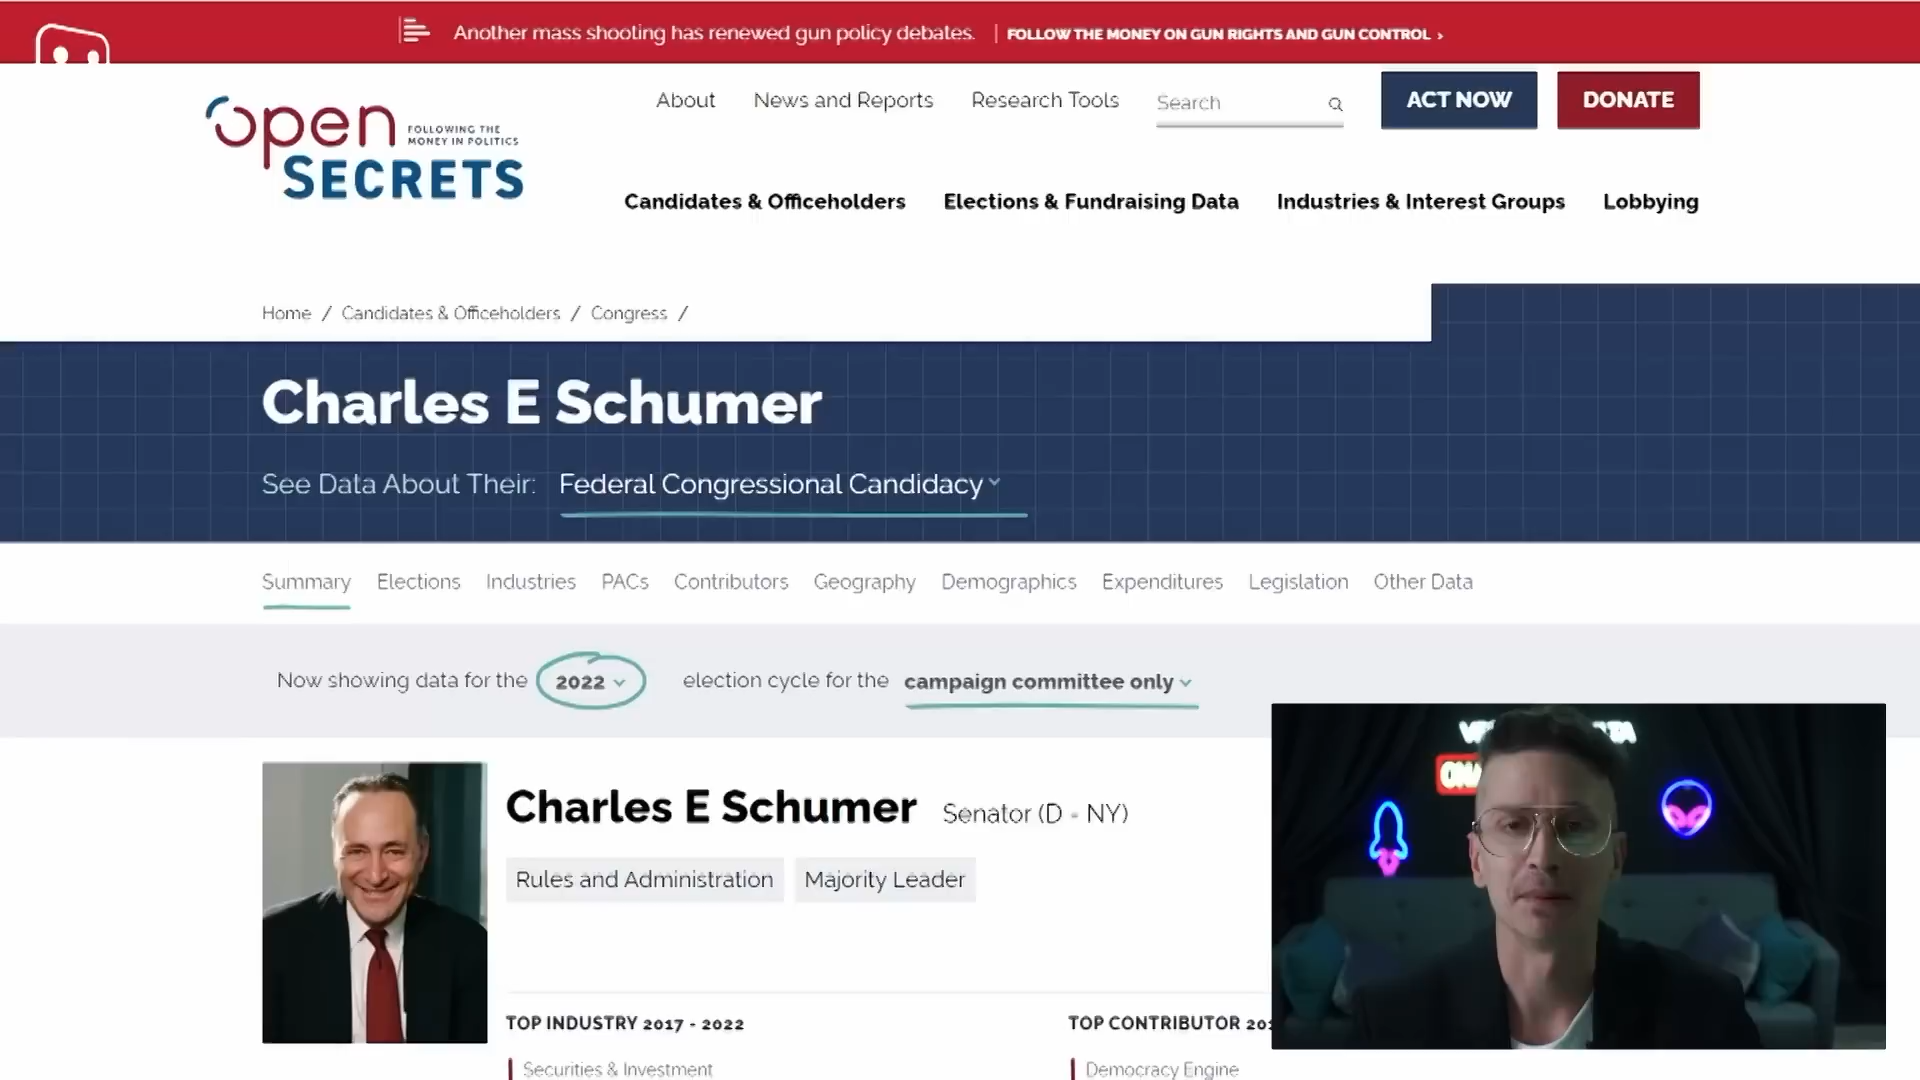 Another mass shooting has renewed gun policy debates. | FOLLOW THE MONEY ON GUN RIGHTS AND GUN CONTROL ›
About News and Reports Research Tools Search ACT NOW DONATE
open FOLLOWING THE
MONEY IN POLITICS
SECRETS
Candidates & Officeholders Elections & Fundraising Data Industries & Interest Groups Lobbying
Home / Candidates & Officeholders / Congress /
Charles E Schumer
See Data About Their: Federal Congressional Candidacy
Summary Elections Industries PACs Contributors Geography Demographics Expenditures Legislation Other Data
Now showing data for the 2022 election cycle for the campaign committee only
Charles E Schumer Senator (D - NY)
Rules and Administration Majority Leader
TOP INDUSTRY 2017 - 2022 TOP CONTRIBUTOR
Securities & Investment Democracy Engine